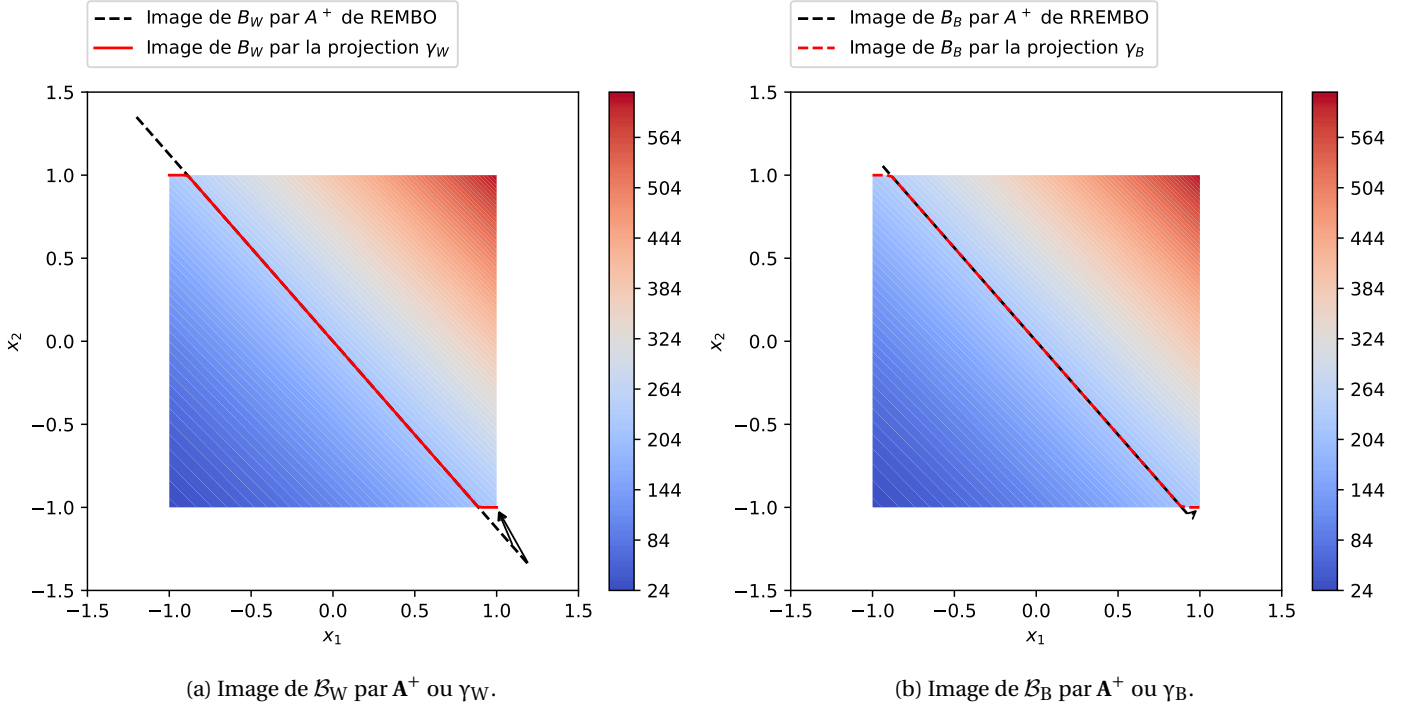 Image de B_W par A^+ de REMBO
Image de B_W par la projection γ_W
1.5
1.0
0.5
0.0
−0.5
−1.0
−1.5
x_2
−1.5 −1.0 −0.5 0.0 0.5 1.0 1.5
x_1
564
504
444
384
324
264
204
144
84
24
(a) Image de B_W par A^+ ou γ_W.
Image de B_B par A^+ de RREMBO
Image de B_B par la projection γ_B
1.5
1.0
0.5
0.0
−0.5
−1.0
−1.5
x_2
−1.5 −1.0 −0.5 0.0 0.5 1.0 1.5
x_1
564
504
444
384
324
264
204
144
84
24
(b) Image de B_B par A^+ ou γ_B.